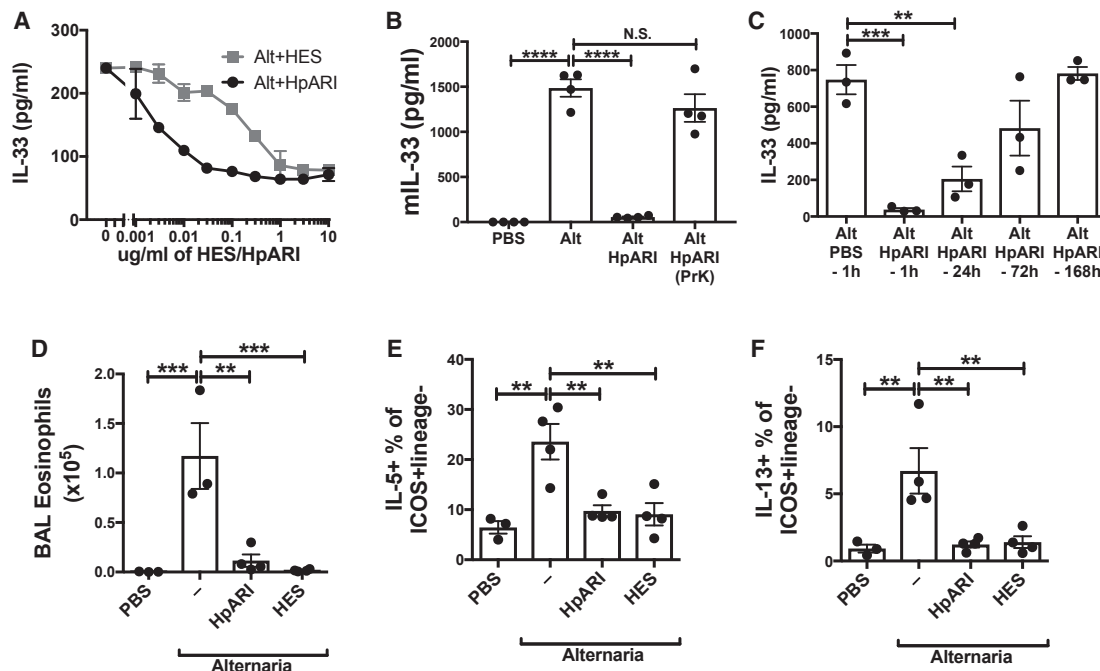 A
IL-33 (pg/ml)
300
200
100
0
Alt+HES
Alt+HpARI
0 0.001 0.01 0.1 1 10
ug/ml of HES/HpARI
B
mIL-33 (pg/ml)
2000
1500
1000
500
0
N.S.
**** ****
PBS
Alt
Alt
HpARI
Alt
HpARI
(PrK)
C
IL-33 (pg/ml)
1000
800
600
400
200
0
**
***
Alt
PBS
- 1h
Alt
HpARI
- 1h
Alt
HpARI
- 24h
Alt
HpARI
- 72h
Alt
HpARI
- 168h
D
BAL Eosinophils
(x10⁵)
2.0
1.5
1.0
0.5
0.0
***
*** **
PBS
–
HpARI
HES
Alternaria
E
IL-5+ % of
ICOS+lineage-
40
30
20
10
0
**
** **
PBS
–
HpARI
HES
Alternaria
F
IL-13+ % of
ICOS+lineage-
15
10
5
0
**
** **
PBS
–
HpARI
HES
Alternaria